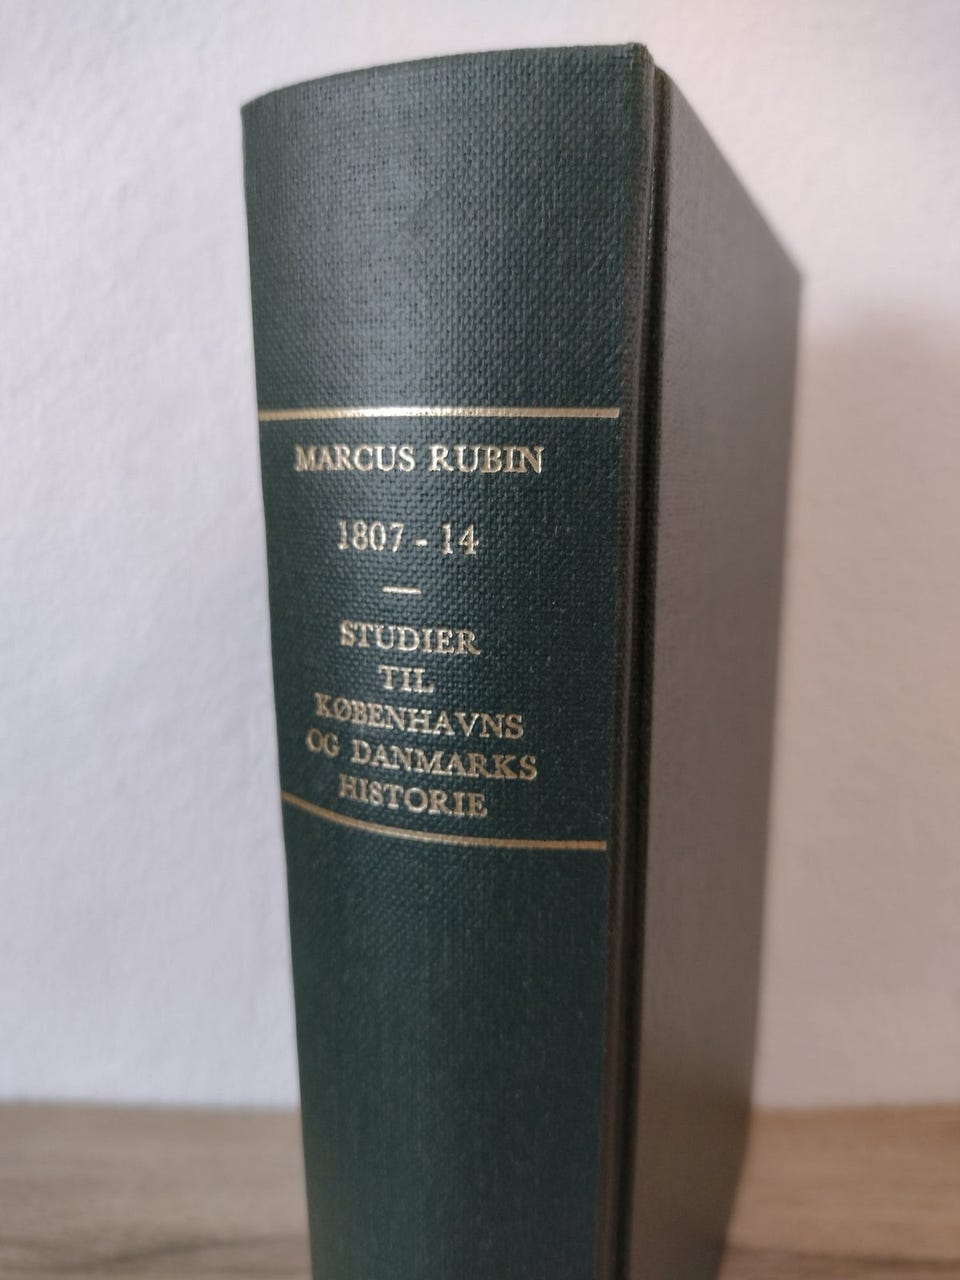 MARCUS RUBIN
1807 - 14
STUDIER
TIL
KØBENHAVNS
OG DANMARKS
HISTORIE